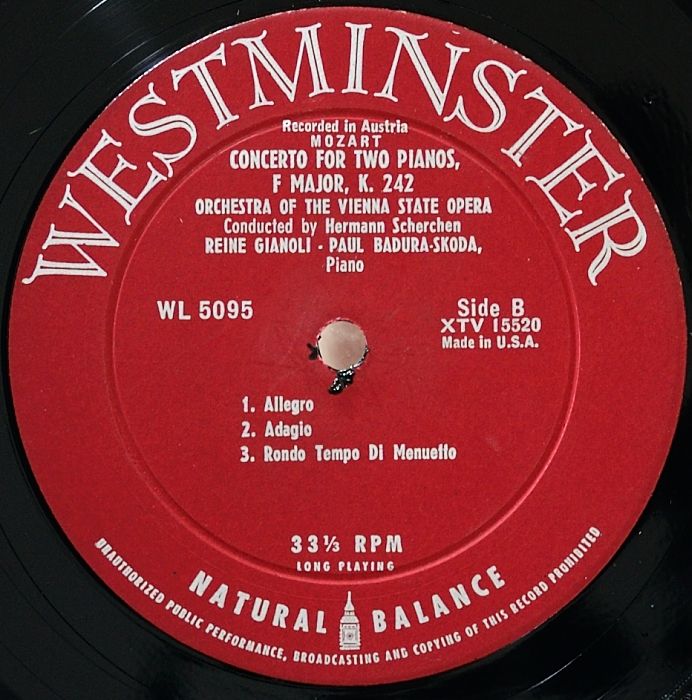 WESTMINSTER
Recorded in Austria
MOZART
CONCERTO FOR TWO PIANOS,
F MAJOR, K. 242
ORCHESTRA OF THE VIENNA STATE OPERA
Conducted by Hermann Scherchen
REINE GIANOLI - PAUL BADURA-SKODA,
Piano
WL 5095
Side B
XTV 15520
Made in U.S.A.
1. Allegro
2. Adagio
3. Rondo Tempo Di Menuetto
33⅓ RPM
LONG PLAYING
NATURAL BALANCE
UNAUTHORIZED PUBLIC PERFORMANCE, BROADCASTING AND COPYING OF THIS RECORD PROHIBITED